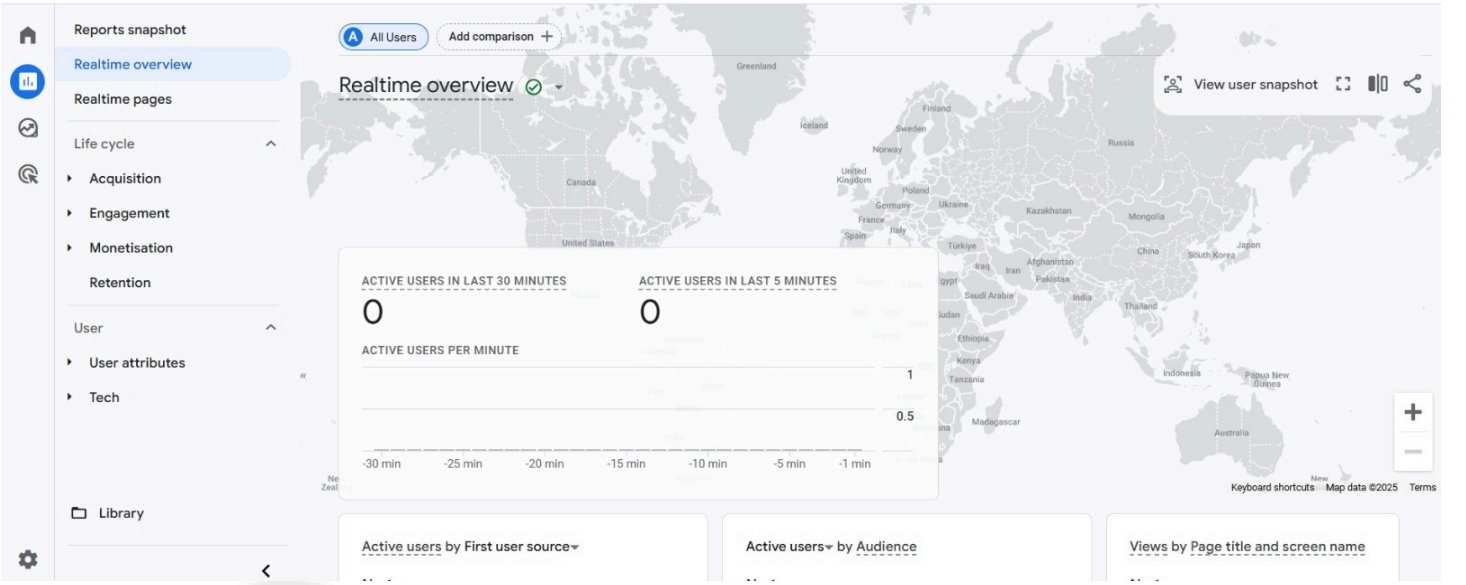 Reports snapshot
Realtime overview
Realtime pages
Life cycle
Acquisition
Engagement
Monetisation
Retention
User
User attributes
Tech
Library
A All Users
Add comparison +
Realtime overview
View user snapshot
Greenland
Iceland
Finland
Sweden
Norway
Russia
United
Kingdom
Canada
Poland
Germany
Ukraine
France
Kazakhstan
Mongolia
Spain
Italy
United States
Türkiye
China
Japan
South Korea
Iraq
Iran
Afghanistan
Pakistan
Saudi Arabia
India
Thailand
Ethiopia
Kenya
Tanzania
Indonesia
Papua New
Guinea
Madagascar
Australia
ACTIVE USERS IN LAST 30 MINUTES
0
ACTIVE USERS IN LAST 5 MINUTES
0
ACTIVE USERS PER MINUTE
1
0.5
-30 min -25 min -20 min -15 min -10 min -5 min -1 min
Keyboard shortcuts Map data ©2025 Terms
Active users by First user source
Active users by Audience
Views by Page title and screen name